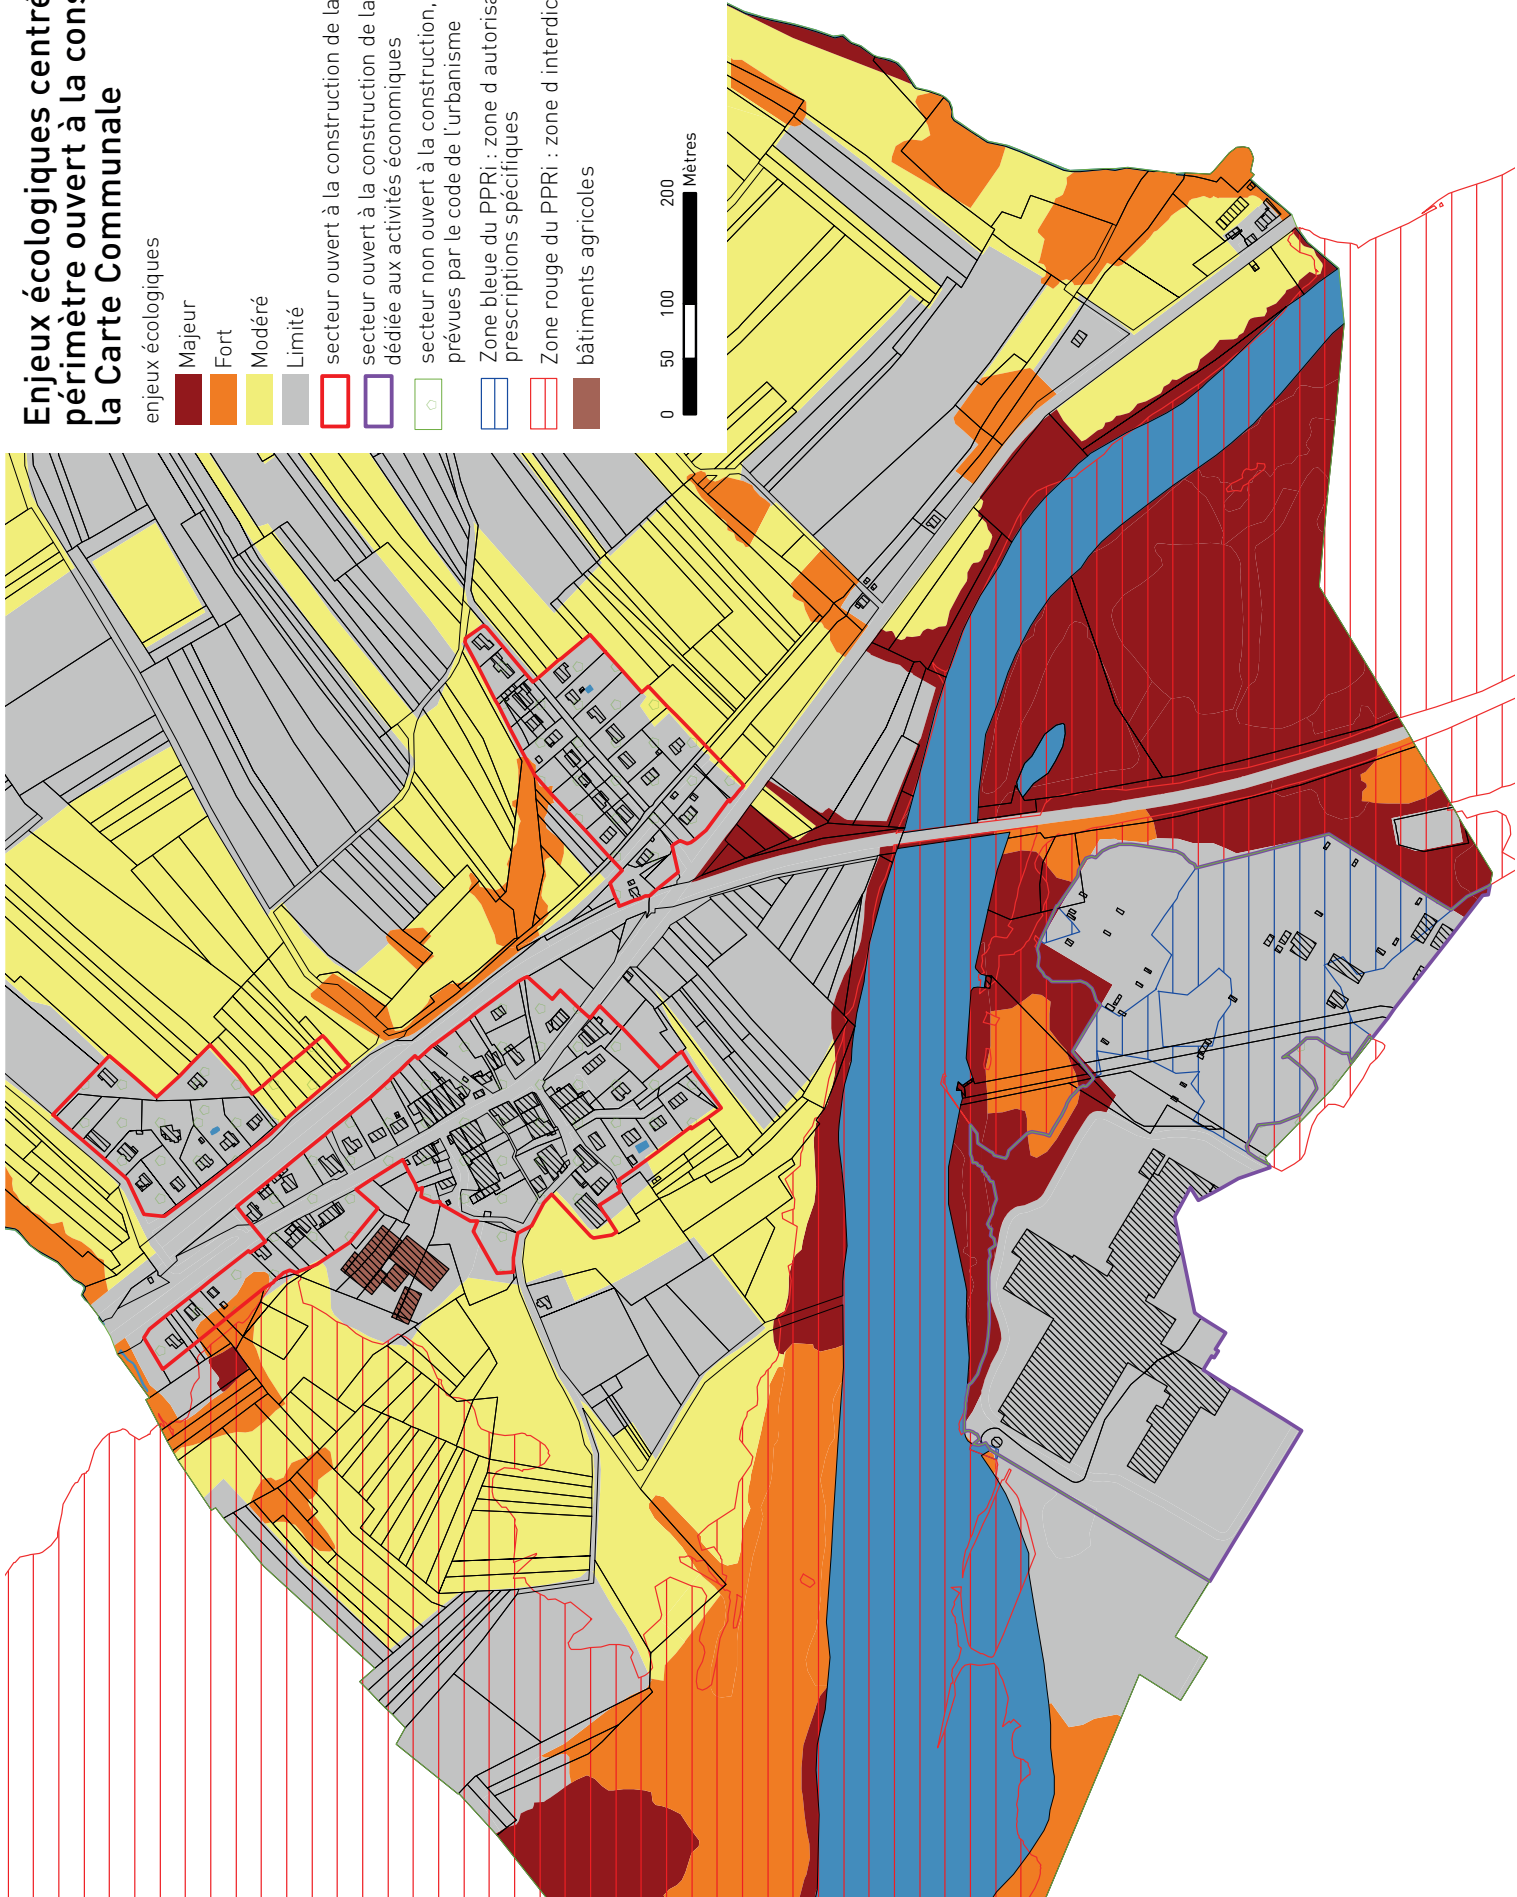 Enjeux écologiques centré
périmètre ouvert à la cons
la Carte Communale
enjeux écologiques
Majeur
Fort
Modéré
Limité
secteur ouvert à la construction de la
secteur ouvert à la construction de la
dédiée aux activités économiques
secteur non ouvert à la construction,
prévues par le code de l'urbanisme
Zone bleue du PPRi : zone d autorisa
prescriptions spécifiques
Zone rouge du PPRi : zone d interdic
bâtiments agricoles
0 50 100 200
Mètres